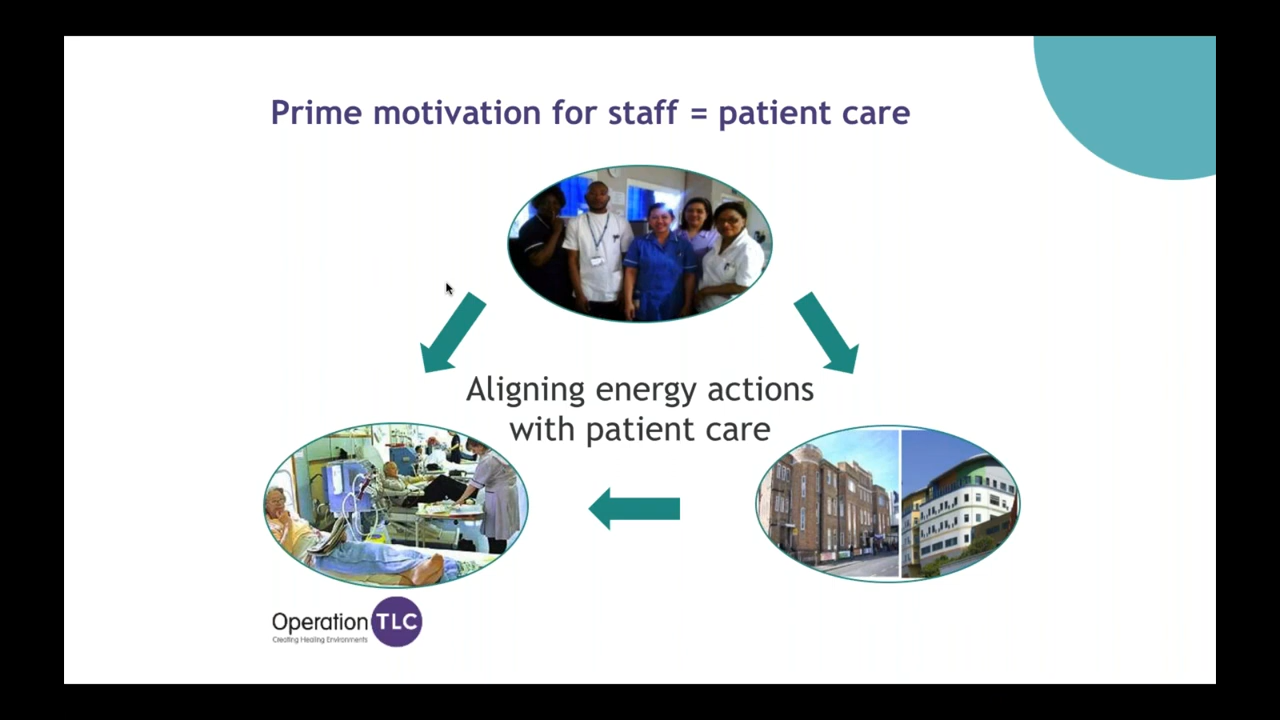 Prime motivation for staff = patient care
Aligning energy actions
with patient care
Operation TLC
Creating Healing Environments